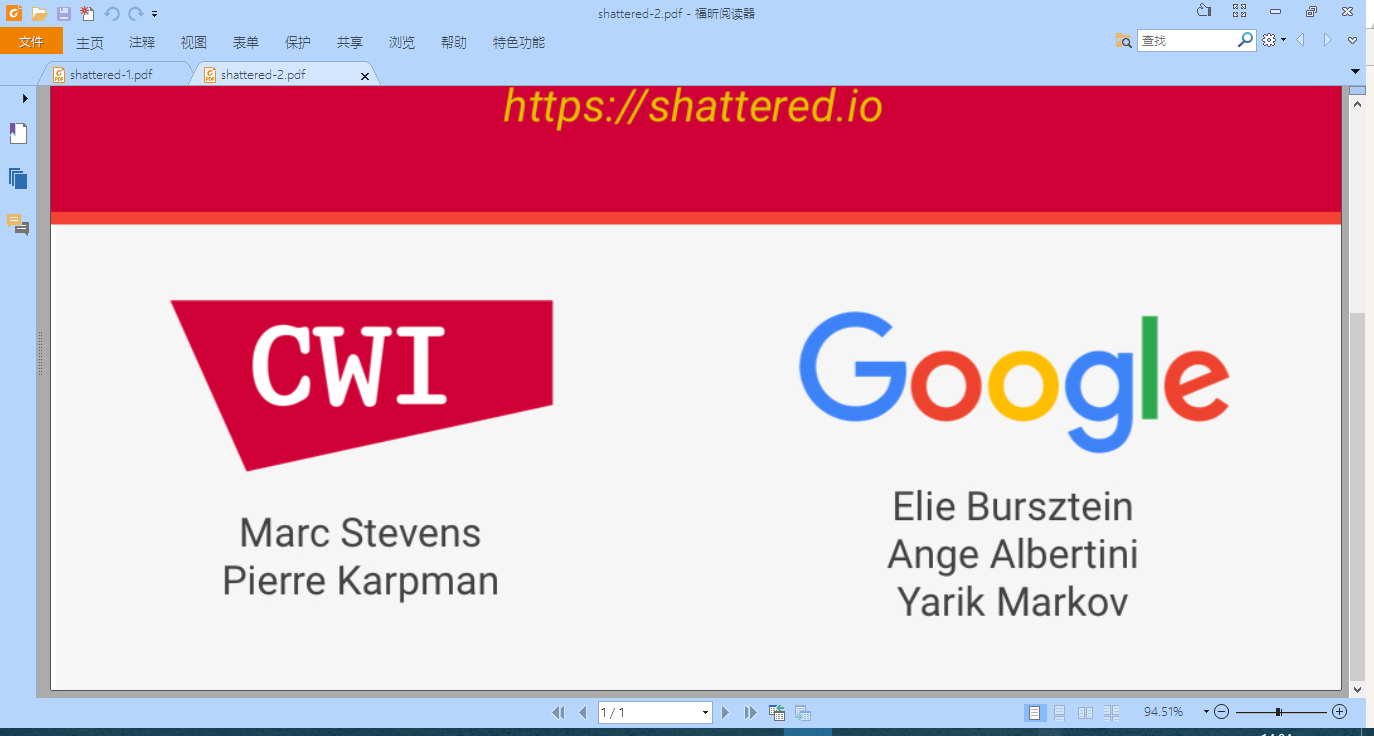 shattered-2.pdf - 福昕阅读器
文件 主页 注释 视图 表单 保护 共享 浏览 帮助 特色功能 查找
shattered-1.pdf shattered-2.pdf
https://shattered.io
CWI
Marc Stevens
Pierre Karpman
Google
Elie Bursztein
Ange Albertini
Yarik Markov
1 / 1 94.51%